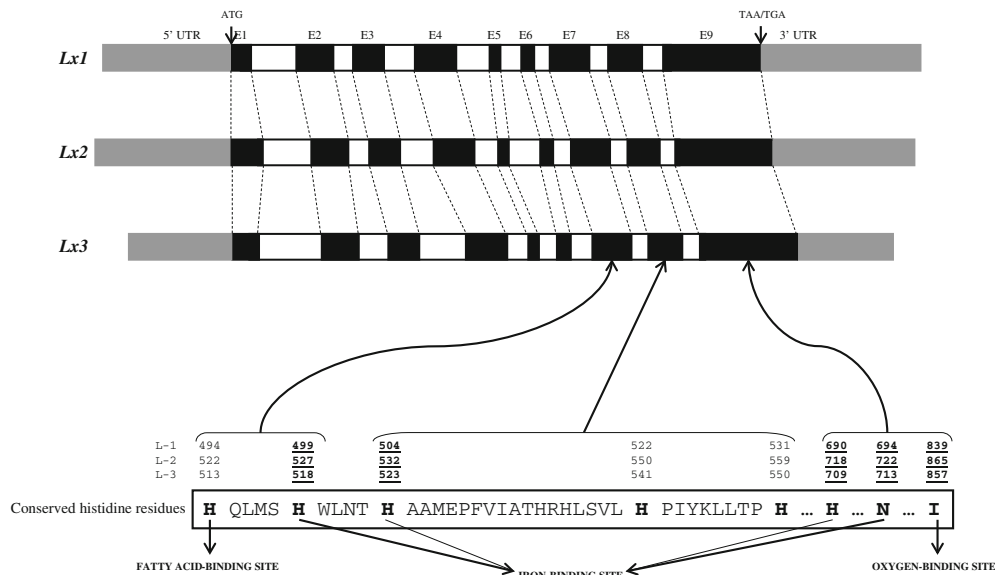 ATG TAA/TGA
5' UTR E1 E2 E3 E4 E5 E6 E7 E8 E9 3' UTR
Lx1
Lx2
Lx3
L-1 494 499 504 522 531 690 694 839
L-2 522 527 532 550 559 718 722 865
L-3 513 518 523 541 550 709 713 857
Conserved histidine residues H QLMS H WLNT H AAMEPFVIATHRHLSVL H PIYKLLTP H ... H ... N ... I
FATTY ACID-BINDING SITE IRON-BINDING SITE OXYGEN-BINDING SITE